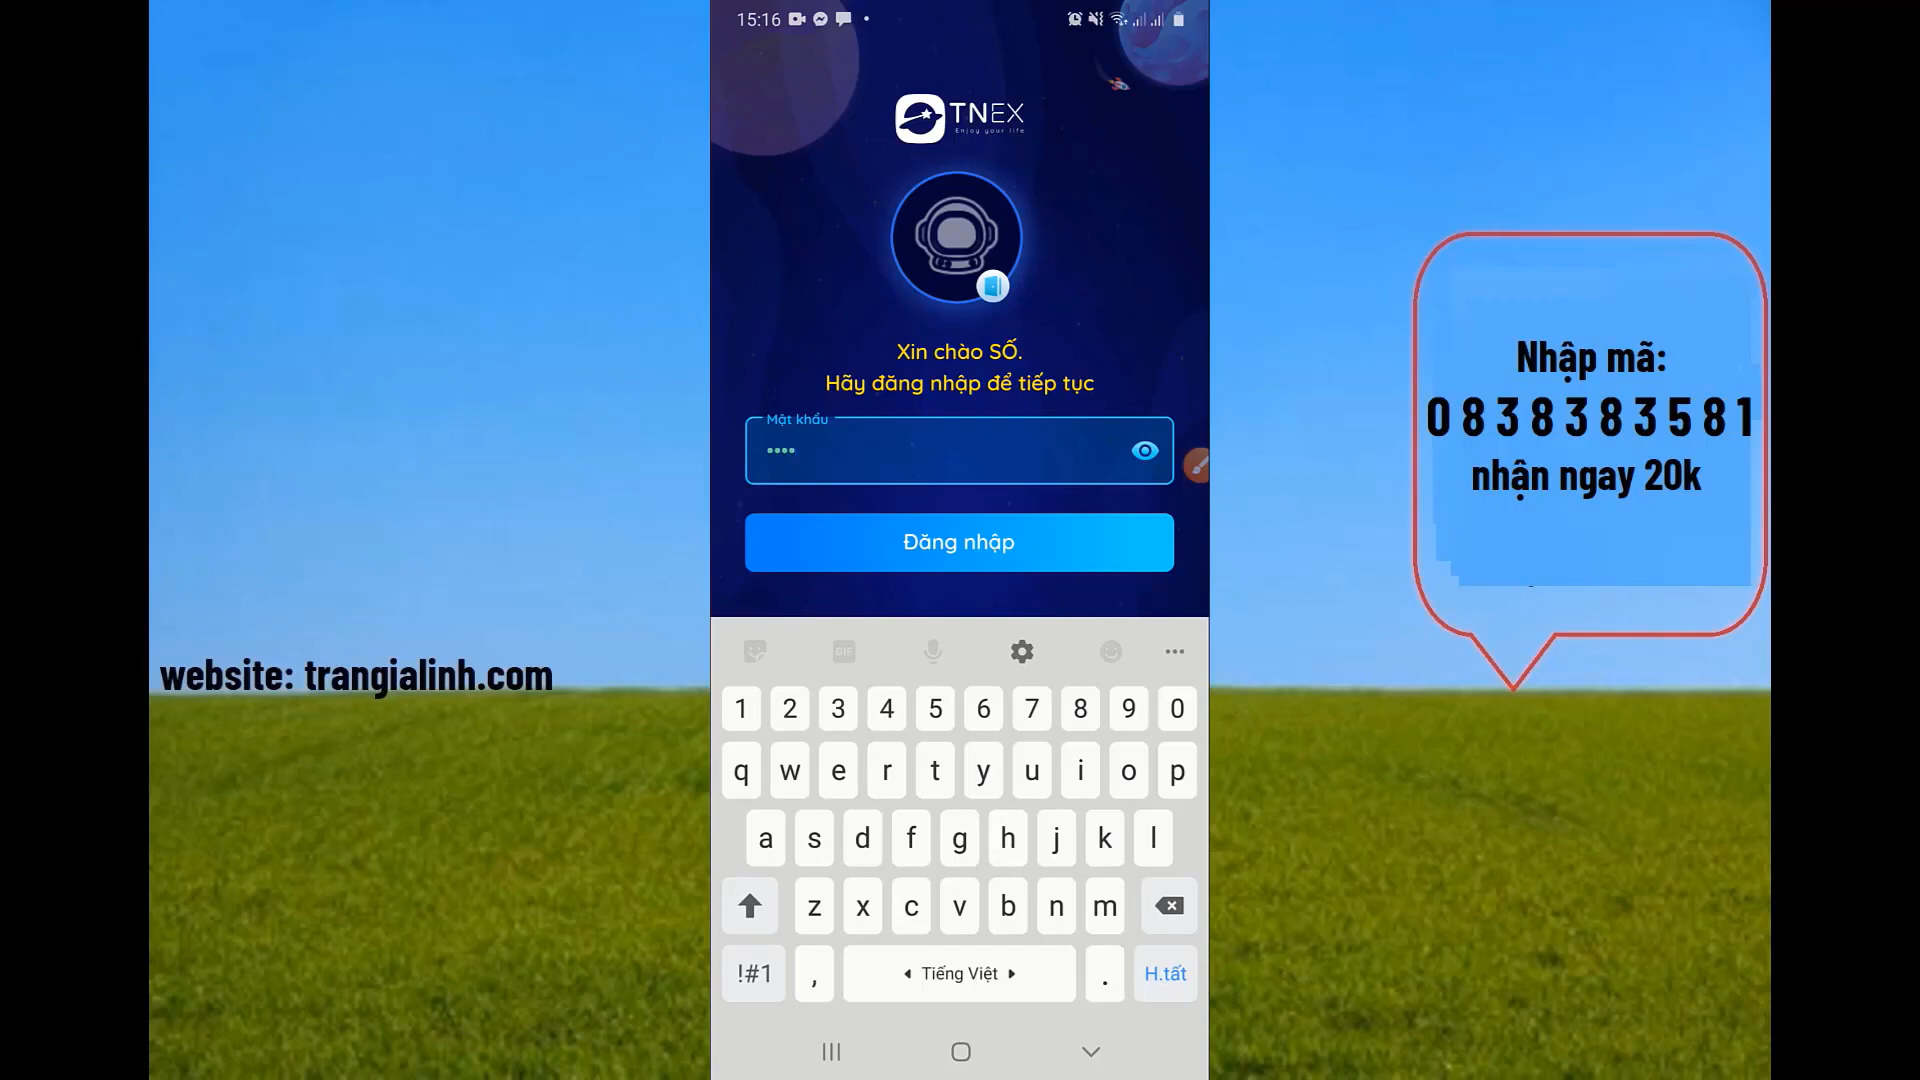 15:16
TNEX
Enjoy your life
Xin chào SỐ.
Hãy đăng nhập để tiếp tục
Mật khẩu
••••
Đăng nhập
Nhập mã:
0838383581
nhận ngay 20k
website: trangialinh.com
GIF
1 2 3 4 5 6 7 8 9 0
q w e r t y u i o p
a s d f g h j k l
z x c v b n m
!#1 , Tiếng Việt . H.tất